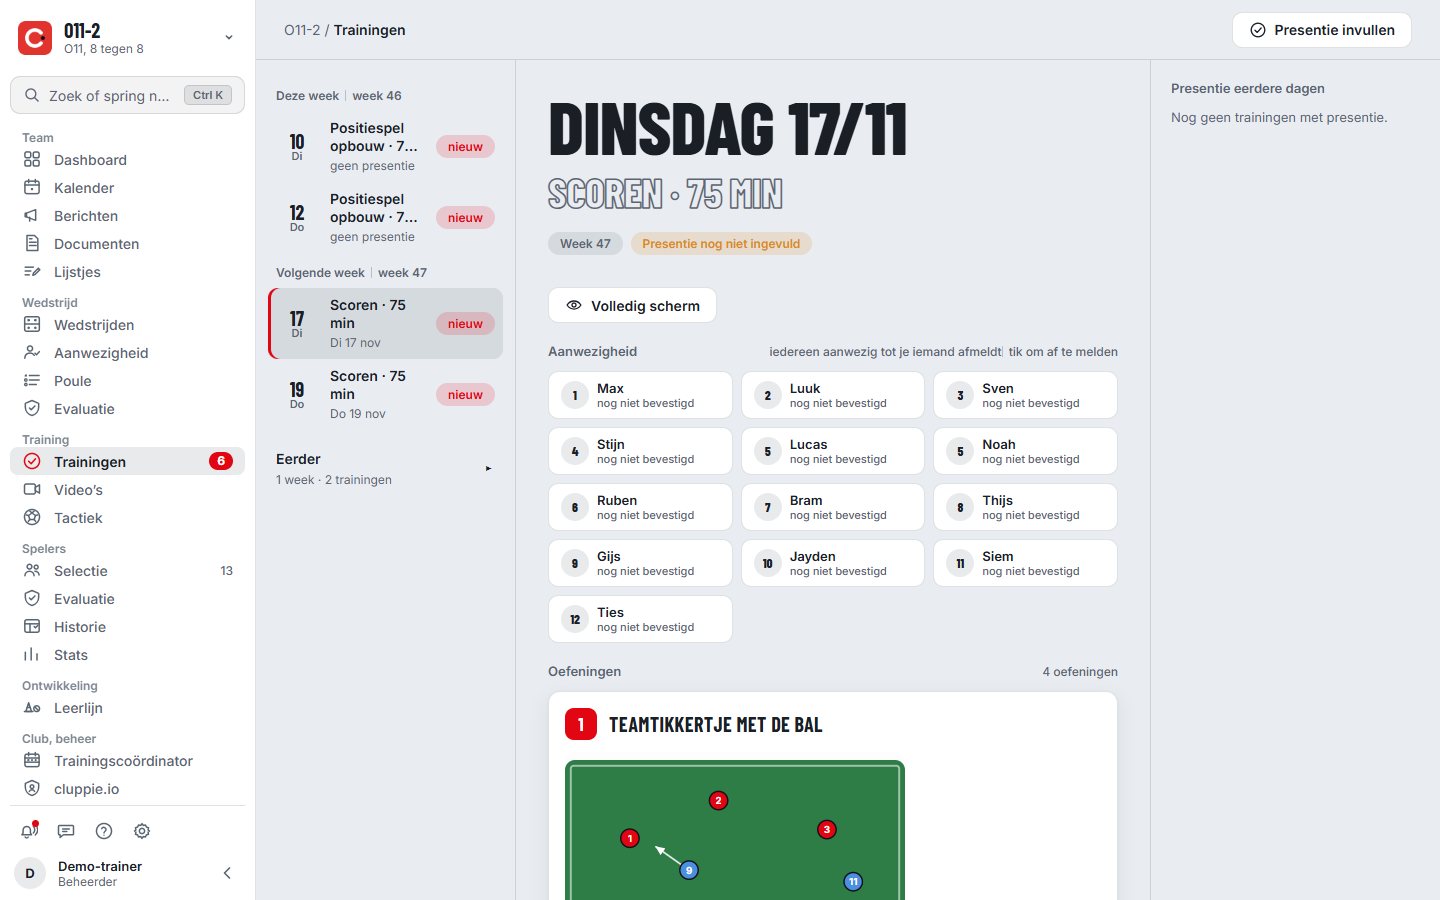 O11-2
O11, 8 tegen 8
Zoek of spring n...
Ctrl K
Team
Dashboard
Kalender
Berichten
Documenten
Lijstjes
Wedstrijd
Wedstrijden
Aanwezigheid
Poule
Evaluatie
Training
Trainingen
6
Video's
Tactiek
Spelers
Selectie
13
Evaluatie
Historie
Stats
Ontwikkeling
Leerlijn
Club, beheer
Trainingscoördinator
cluppie.io
D
Demo-trainer
Beheerder
O11-2 / Trainingen
Presentie invullen
Deze week | week 46
10
Di
Positiespel
opbouw · 7...
geen presentie
nieuw
12
Do
Positiespel
opbouw · 7...
geen presentie
nieuw
Volgende week | week 47
17
Di
Scoren · 75
min
Di 17 nov
nieuw
19
Do
Scoren · 75
min
Do 19 nov
nieuw
Eerder
1 week · 2 trainingen
DINSDAG 17/11
SCOREN · 75 MIN
Week 47
Presentie nog niet ingevuld
Volledig scherm
Aanwezigheid
iedereen aanwezig tot je iemand afmeldt | tik om af te melden
1
Max
nog niet bevestigd
2
Luuk
nog niet bevestigd
3
Sven
nog niet bevestigd
4
Stijn
nog niet bevestigd
5
Lucas
nog niet bevestigd
5
Noah
nog niet bevestigd
6
Ruben
nog niet bevestigd
7
Bram
nog niet bevestigd
8
Thijs
nog niet bevestigd
9
Gijs
nog niet bevestigd
10
Jayden
nog niet bevestigd
11
Siem
nog niet bevestigd
12
Ties
nog niet bevestigd
Oefeningen
4 oefeningen
1
TEAMTIKKERTJE MET DE BAL
2
1
3
9
11
Presentie eerdere dagen
Nog geen trainingen met presentie.